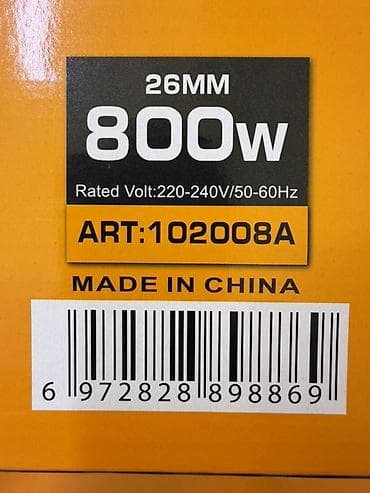 26MM
800W
Rated Volt:220-240V/50-60Hz
ART:102008A
MADE IN CHINA
6 972828 898869